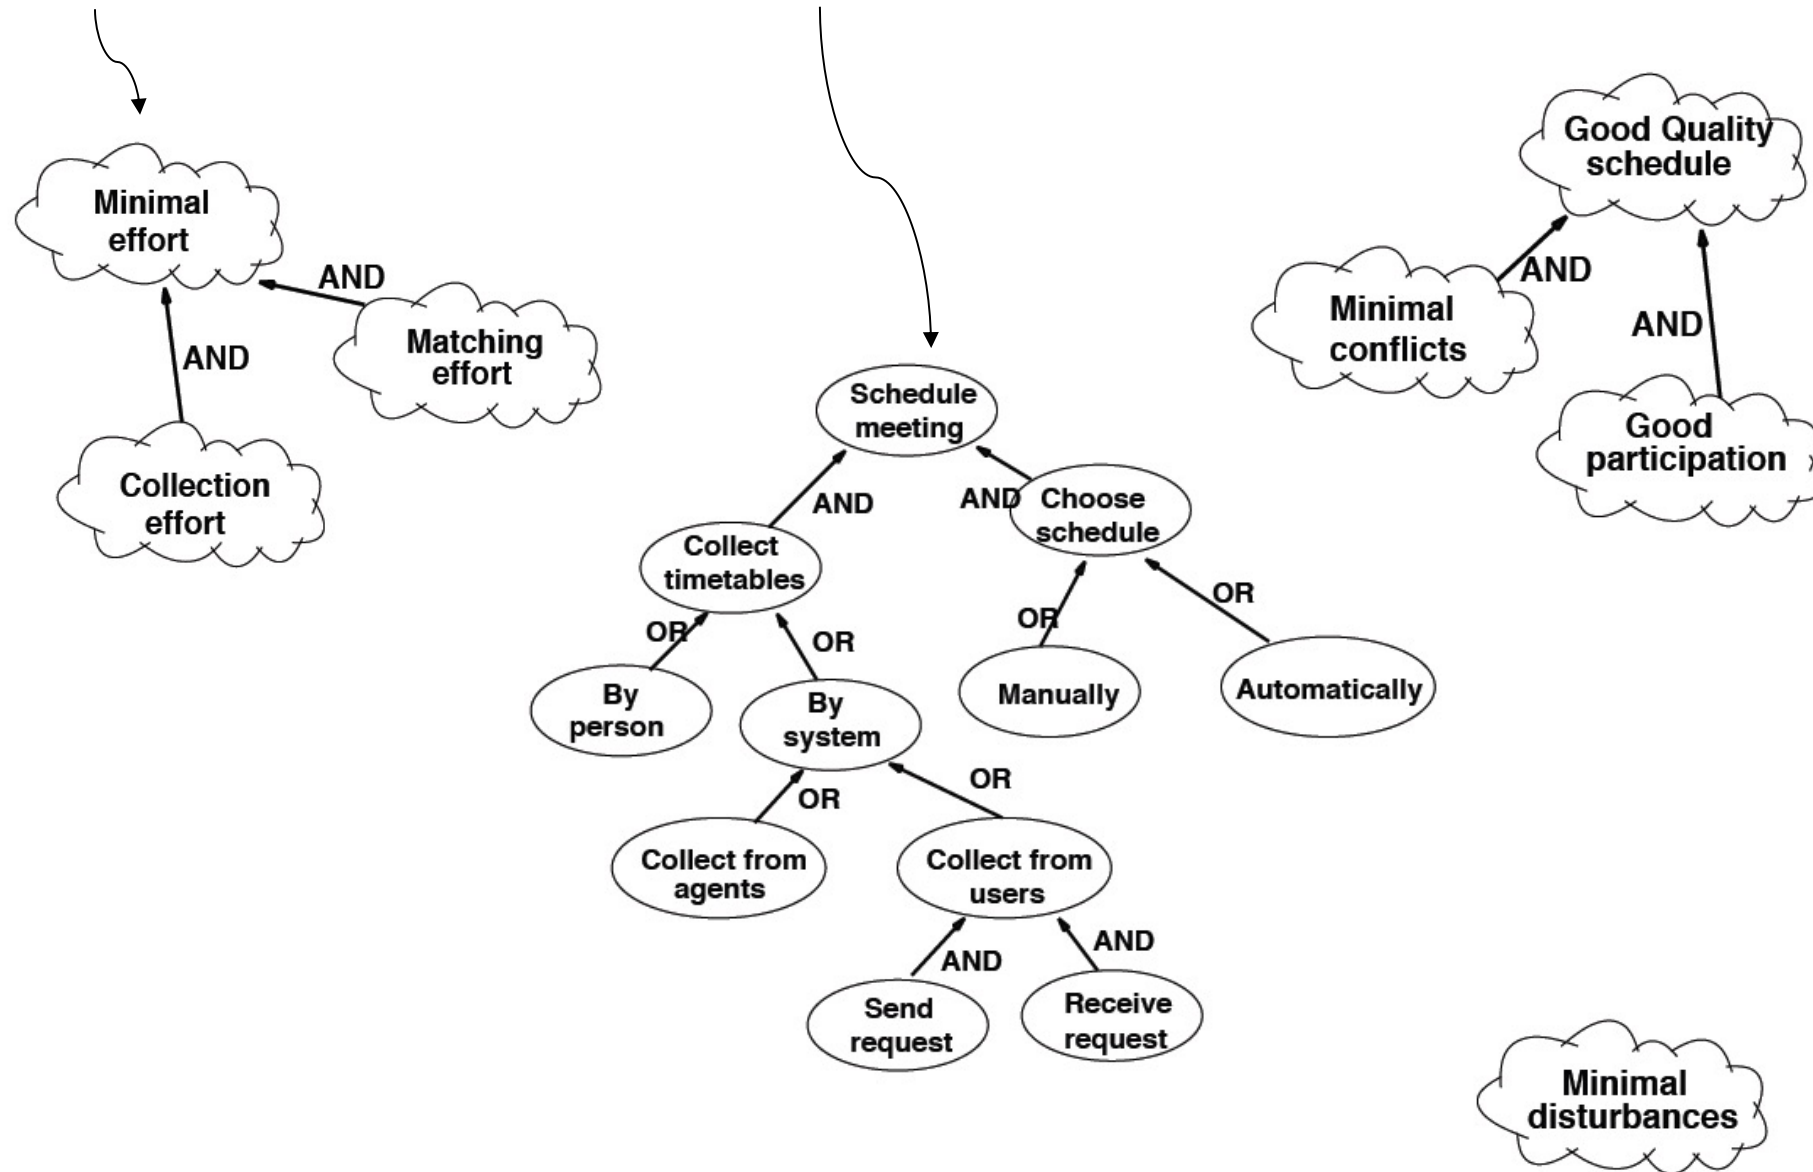 Minimal
effort
AND
Matching
effort
AND
Collection
effort
Good Quality
schedule
AND
Minimal
conflicts
AND
Good
participation
Schedule
meeting
AND
AND
Choose
schedule
Collect
timetables
OR
OR
OR
OR
By
person
By
system
Manually
Automatically
OR
OR
Collect from
agents
Collect from
users
AND
AND
Send
request
Receive
request
Minimal
disturbances